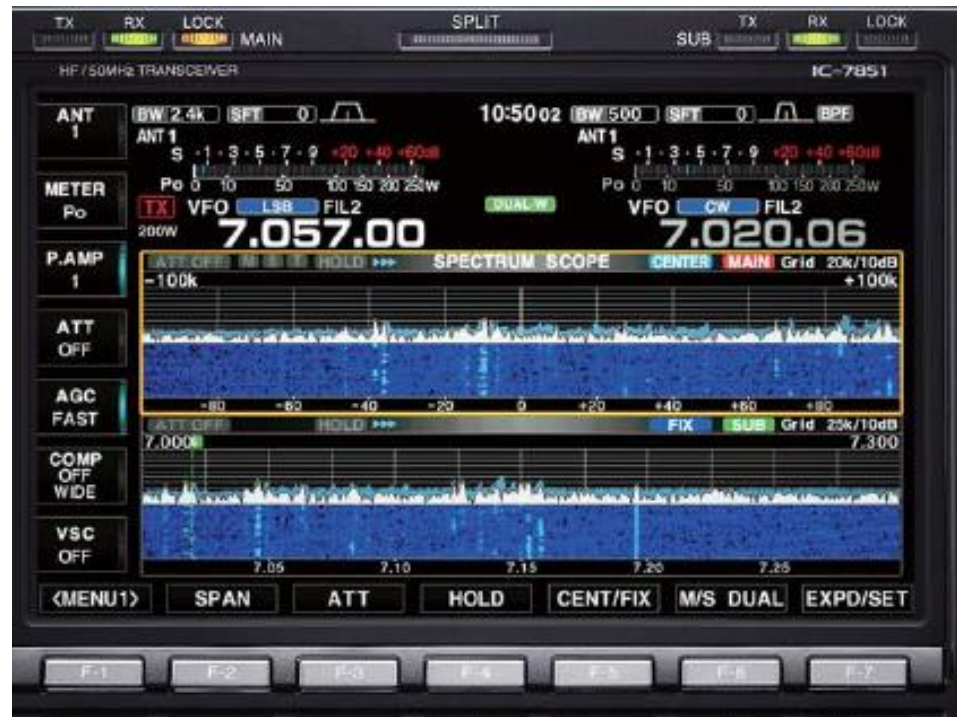 TX RX LOCK MAIN SPLIT SUB TX RX LOCK
HF/50MHz TRANSCEIVER IC-7851
ANT
1
BW 2.4k SFT 0
10:50 02
BW 500 SFT 0 BPF
ANT 1
ANT 1
S ·1·3·5·7·9 +20 +40 +60dB
S ·1·3·5·7·9 +20 +40 +60dB
METER
Po
Po 0 10 50 100 150 200 250W
Po 0 10 50 100 150 200 250W
TX VFO LSB FIL2
DUAL-W
VFO CW FIL2
200W 7.057.00
7.020.06
P.AMP
1
ATT OFF HOLD SPECTRUM SCOPE CENTER MAIN Grid 20k/10dB
-100k +100k
ATT
OFF
-80 -60 -40 -20 0 +20 +40 +60 +80
AGC
FAST
ATT OFF HOLD FIX SUB Grid 25k/10dB
7.000 7.300
COMP
OFF
WIDE
VSC
OFF
7.05 7.10 7.15 7.20 7.25
<MENU1> SPAN ATT HOLD CENT/FIX M/S DUAL EXPD/SET
F-1 F-2 F-3 F-4 F-5 F-6 F-7